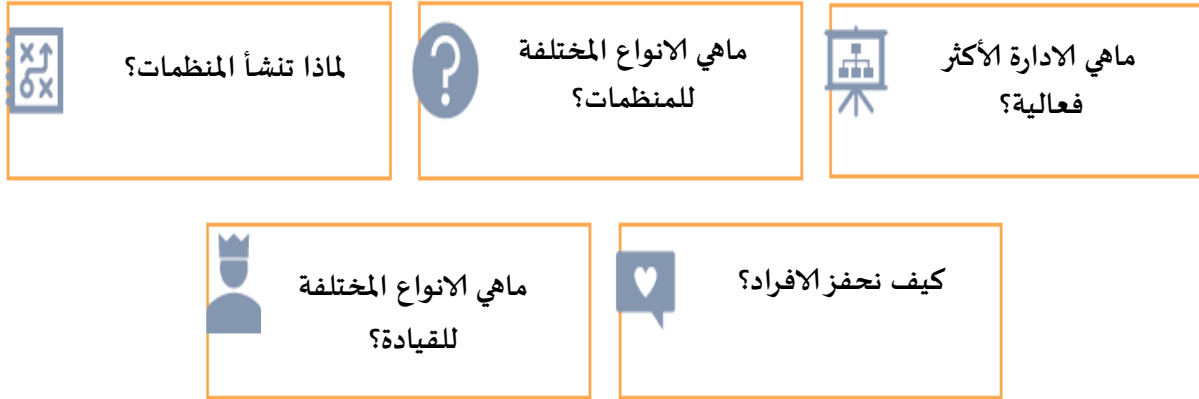 ماهي الادارة الأكثر
فعالية؟
ماهي الانواع المختلفة
للمنظمات؟
لماذا تنشأ المنظمات؟
كيف نحفز الافراد؟
ماهي الانواع المختلفة
للقيادة؟